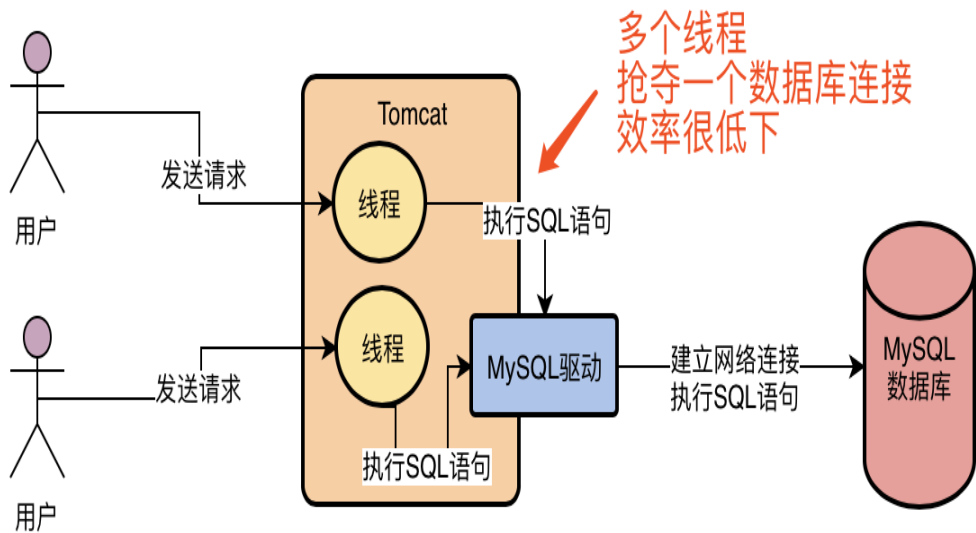 多个线程
抢夺一个数据库连接
效率很低下
Tomcat
发送请求
线程
执行SQL语句
用户
线程
MySQL驱动
建立网络连接
执行SQL语句
MySQL
数据库
发送请求
执行SQL语句
用户